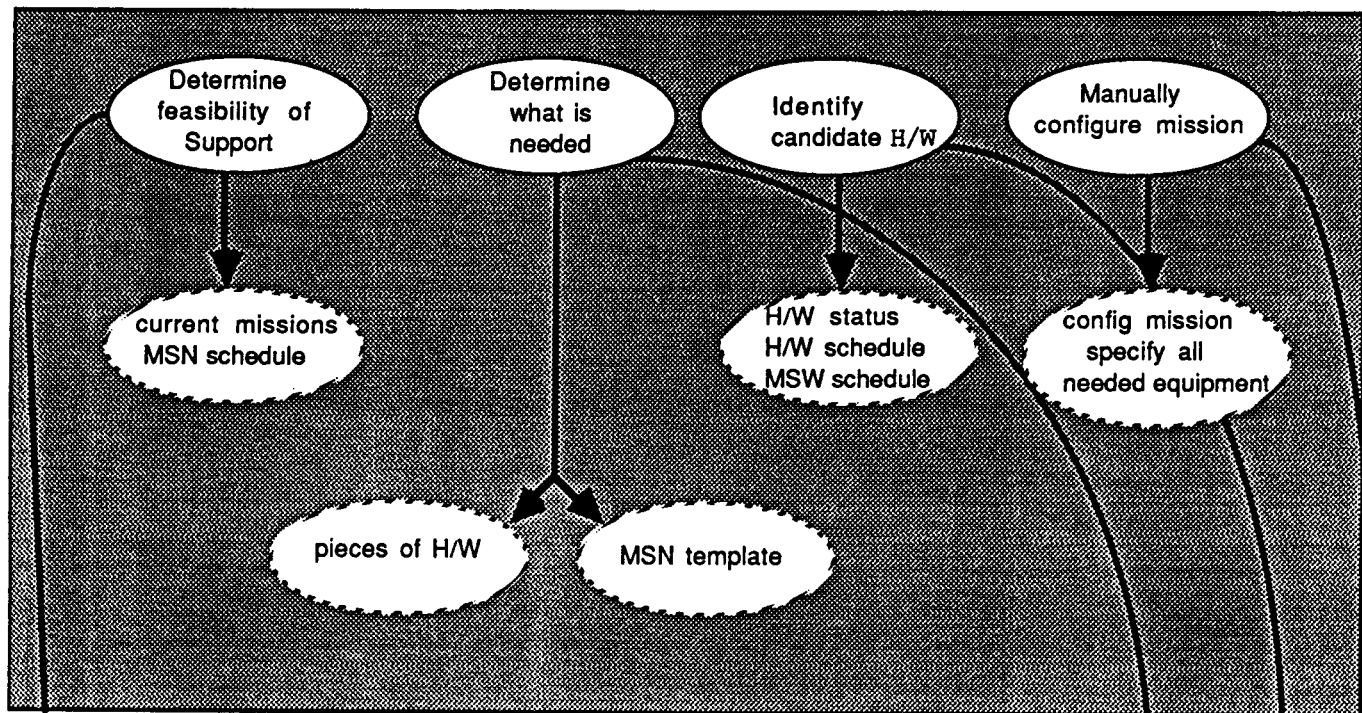 Determine
feasibility of
Support
Determine
what is
needed
Identify
candidate H/W
Manually
configure mission
current missions
MSN schedule
H/W status
H/W schedule
MSW schedule
config mission
specify all
needed equipment
pieces of H/W
MSN template